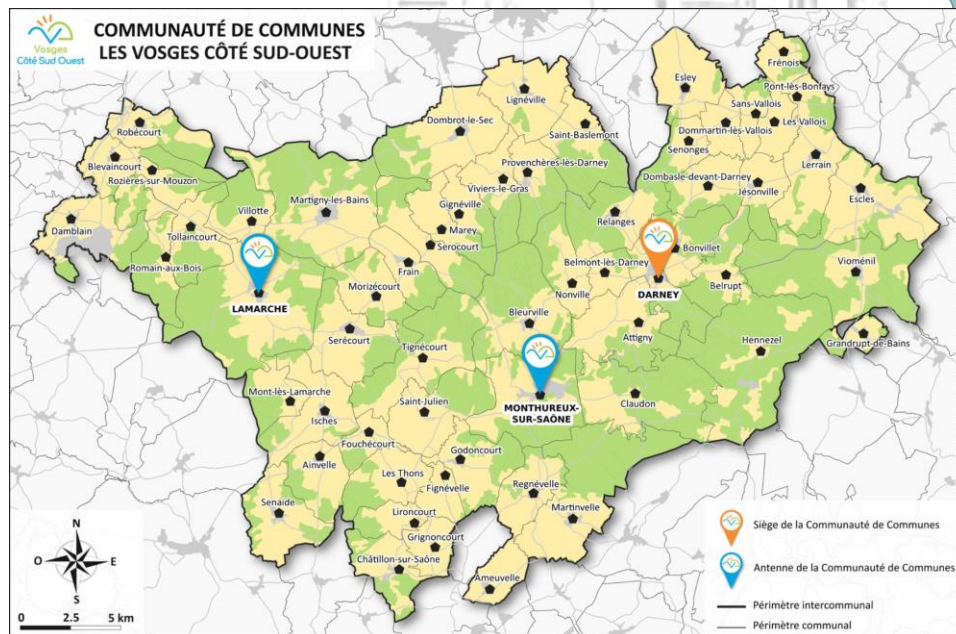 Vosges
Côté Sud Ouest
COMMUNAUTÉ DE COMMUNES
LES VOSGES CÔTÉ SUD-OUEST
Frénois
Esley
Pont-lès-Bonfays
Lignéville
Sans-Vallois
Robécourt
Dombrot-le-Sec
Saint-Baslemont
Dommartin-lès-Vallois
Les Vallois
Blevaincourt
Senonges
Lerrain
Rozières-sur-Mouzon
Provenchères-lès-Darney
Viviers-le-Gras
Dombasle-devant-Darney
Jésonville
Escles
Martigny-les-Bains
Gignéville
Villotte
Relanges
Damblain
Tollaincourt
Marey
Serocourt
Bonvillet
Romain-aux-Bois
Frain
Belmont-lès-Darney
Vioménil
Morizécourt
Nonville
DARNEY
Belrupt
LAMARCHE
Bleurville
Serécourt
Attigny
Grandrupt-de-Bains
Tignécourt
Hennezel
Mont-lès-Lamarche
Saint-Julien
MONTHUREUX-
SUR-SAÔNE
Claudon
Isches
Fouchécourt
Ainvelle
Godoncourt
Les Thons
Fignévelle
Regnévelle
Senaide
Lironcourt
Martinvelle
Grignoncourt
Châtillon-sur-Saône
Ameuvelle
N
O
E
S
0
2.5
5 km
Siège de la Communauté de Communes
Antenne de la Communauté de Communes
Périmètre intercommunal
Périmètre communal